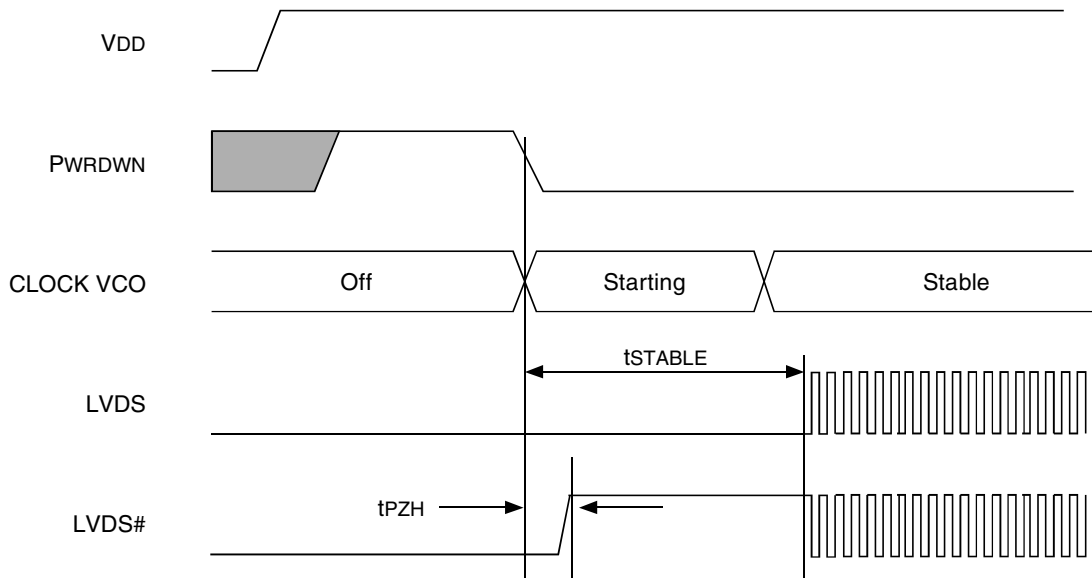 VDD
PWRDWN
CLOCK VCO
Off
Starting
Stable
tSTABLE
LVDS
tPZH
LVDS#